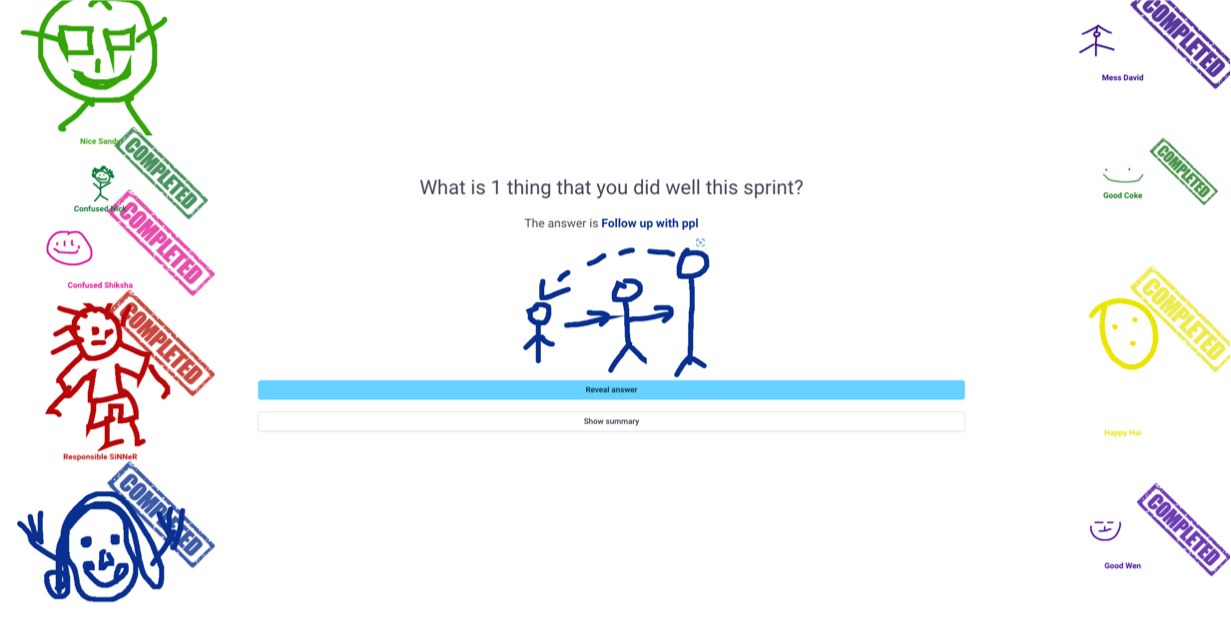 Nice Sandy
COMPLETED
Confused Nick
COMPLETED
Confused Shiksha
COMPLETED
Responsible SiNNeR
COMPLETED
What is 1 thing that you did well this sprint?
The answer is Follow up with ppl
Reveal answer
Show summary
COMPLETED
Mess David
COMPLETED
Good Coke
COMPLETED
Happy Hai
COMPLETED
Good Wen